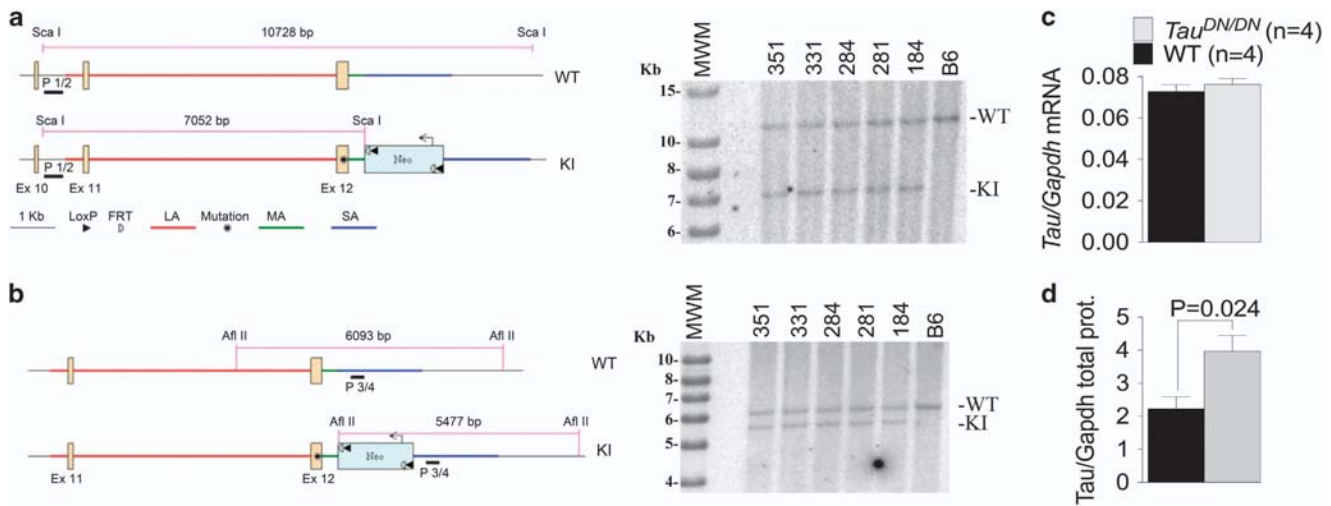 a
Sca I
Sca I
10728 bp
WT
P 1/2
Sca I
7052 bp
Sca I
Neo
KI
P 1/2
Ex 10
Ex 11
Ex 12
1 Kb
LoxP
FRT
LA
Mutation
MA
SA
Kb
MWM
351
331
284
281
184
B6
15-
10-
8-
7-
6-
-WT
-KI
b
Afl II
6093 bp
Afl II
WT
P 3/4
Afl II
5477 bp
Afl II
Neo
KI
P 3/4
Ex 11
Ex 12
Kb
MWM
351
331
284
281
184
B6
10-
8-
7-
6-
5-
4-
-WT
-KI
c
Tau^DN/DN (n=4)
WT (n=4)
Tau/Gapdh mRNA
0.08
0.06
0.04
0.02
0.00
d
P=0.024
Tau/Gapdh total prot.
5
4
3
2
1
0